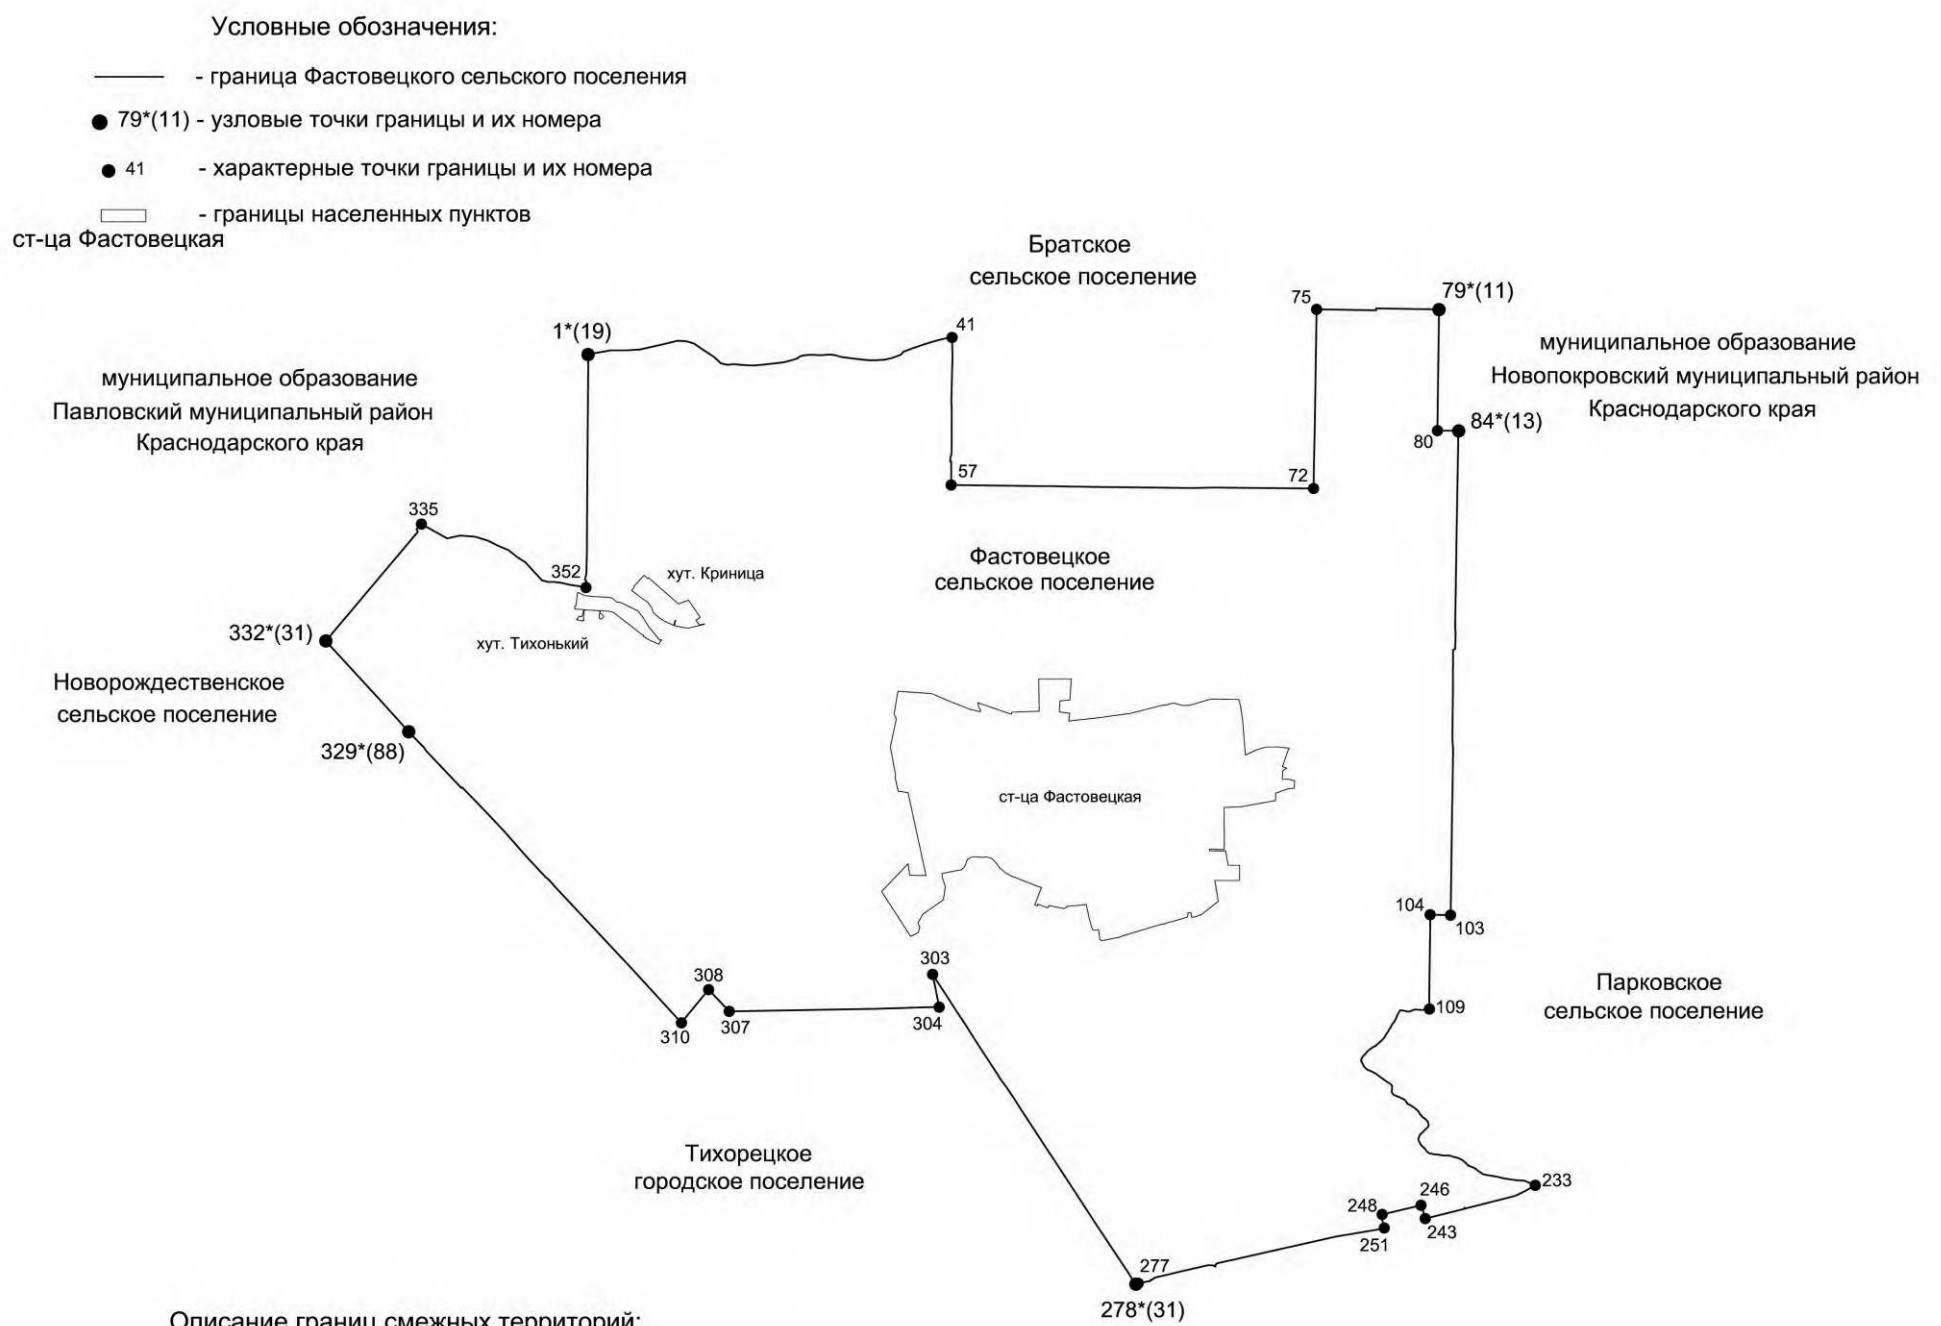 Условные обозначения:
- граница Фастовецкого сельского поселения
79*(11) - узловые точки границы и их номера
41 - характерные точки границы и их номера
- границы населенных пунктов
ст-ца Фастовецкая
Братское
сельское поселение
75
79*(11)
1*(19)
41
муниципальное образование
Новопокровский муниципальный район
Краснодарского края
муниципальное образование
Павловский муниципальный район
Краснодарского края
80
84*(13)
57
72
335
Фастовецкое
сельское поселение
352
хут. Криница
332*(31)
хут. Тихонький
Новорождественское
сельское поселение
329*(88)
ст-ца Фастовецкая
104
103
303
308
Парковское
сельское поселение
109
310
307
304
Тихорецкое
городское поселение
233
246
248
243
251
277
278*(31)
Описание границ смежных территорий: